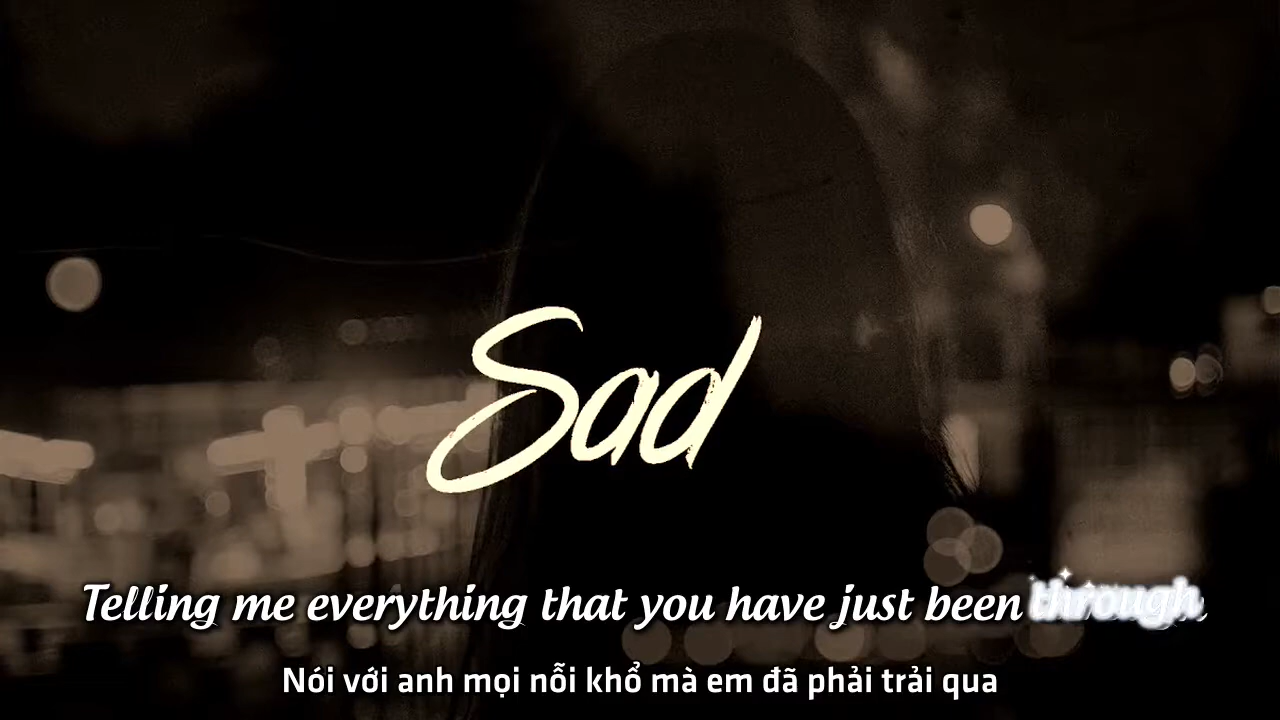 Sad
Telling me everything that you have just been through
Nói với anh mọi nỗi khổ mà em đã phải trải qua